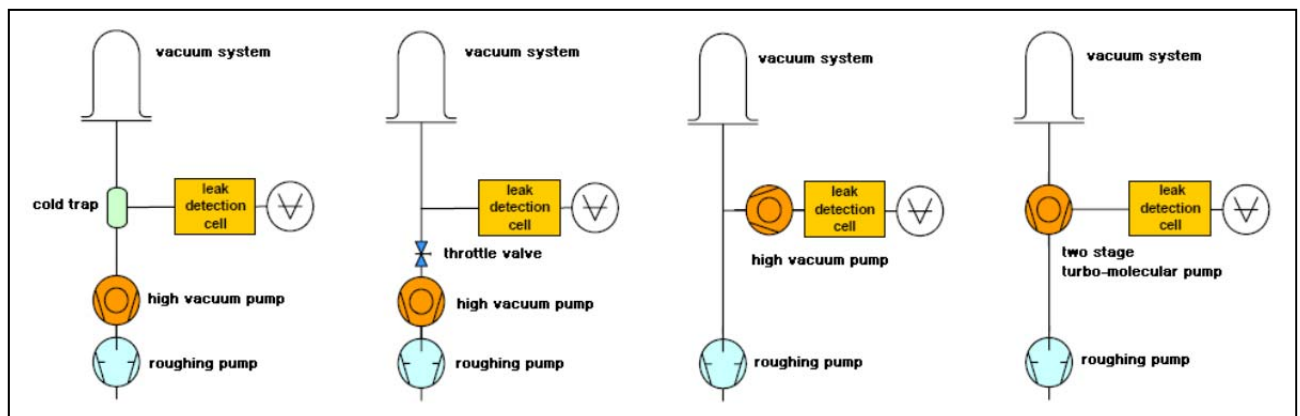 vacuum system
cold trap
leak
detection
cell
high vacuum pump
roughing pump
vacuum system
leak
detection
cell
throttle valve
high vacuum pump
roughing pump
vacuum system
leak
detection
cell
high vacuum pump
roughing pump
vacuum system
leak
detection
cell
two stage
turbo-molecular pump
roughing pump